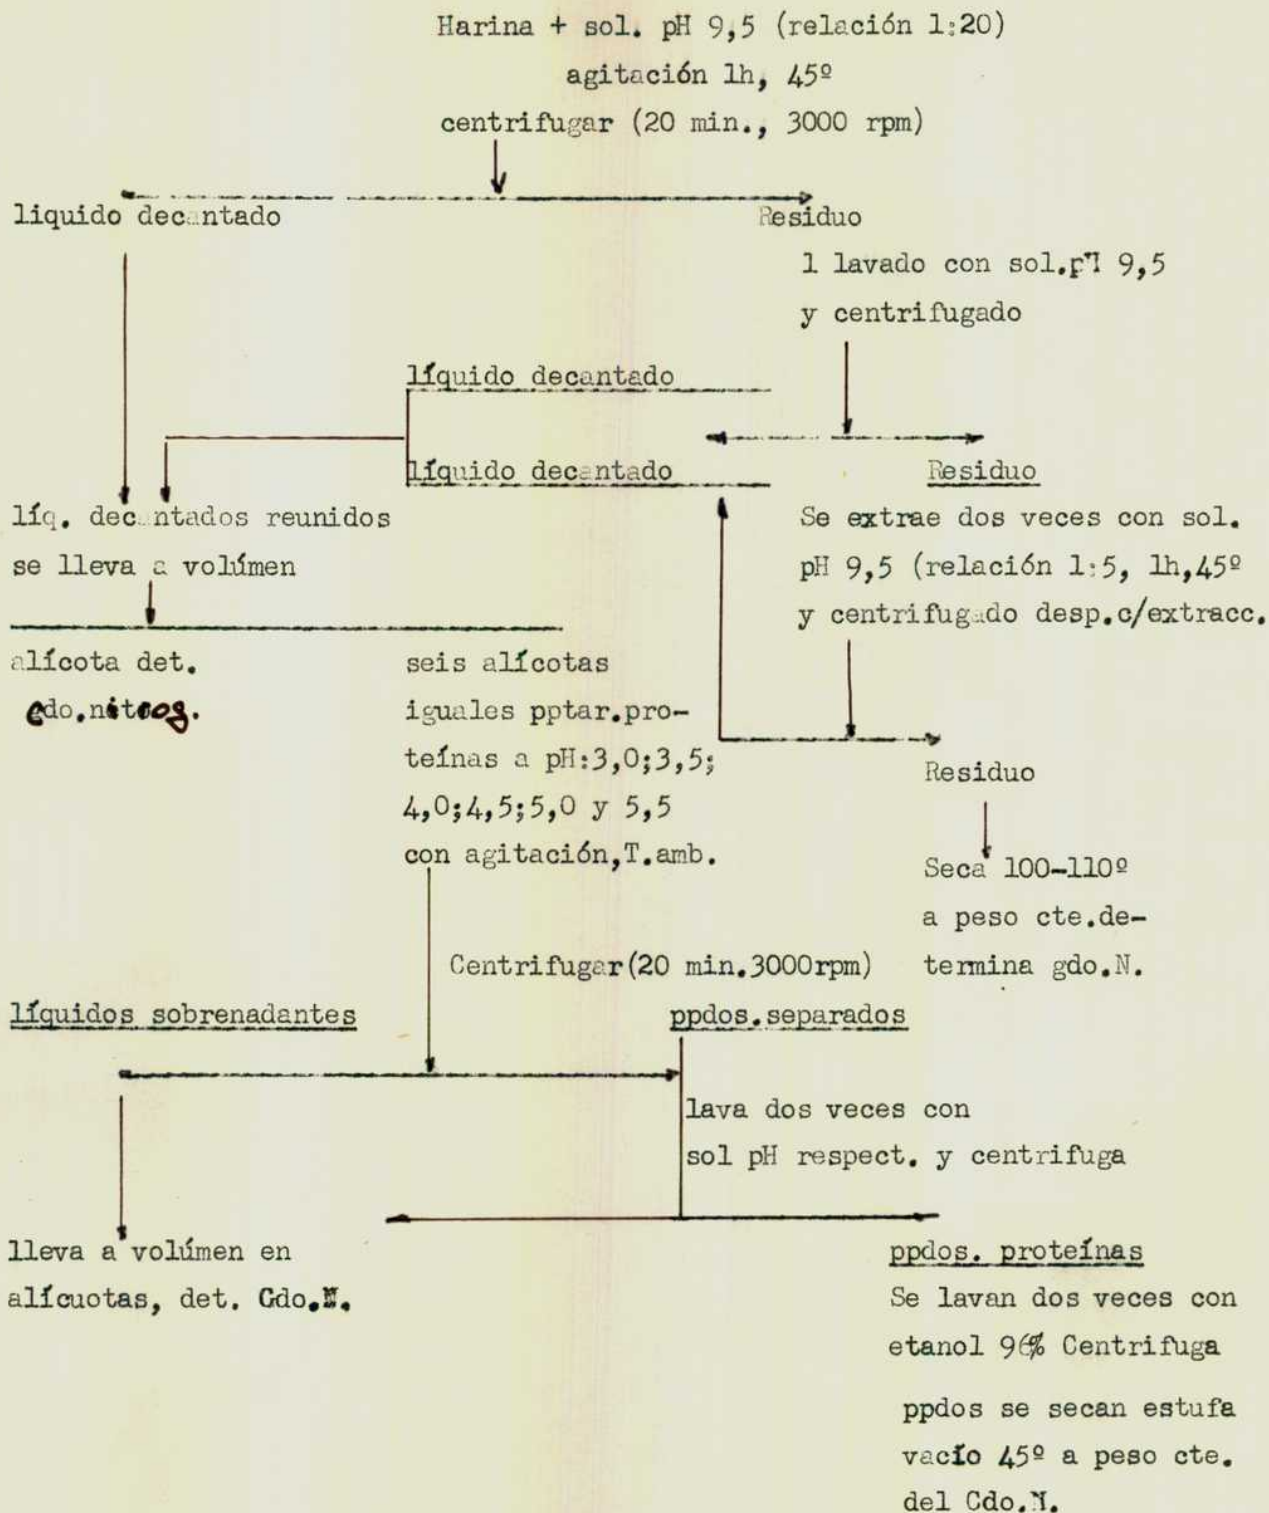 Harina + sol. pH 9,5 (relación 1:20)
agitación 1h, 45º
centrifugar (20 min., 3000 rpm)
liquido decantado
Residuo
1 lavado con sol.pH 9,5
y centrifugado
líquido decantado
líquido decantado
Residuo
líq. decantados reunidos
se lleva a volúmen
Se extrae dos veces con sol.
pH 9,5 (relación 1:5, 1h,45º
y centrifugado desp.c/extracc.
alícota det.
cdo.nitrog.
seis alícotas
iguales pptar.pro-
teínas a pH:3,0;3,5;
4,0;4,5;5,0 y 5,5
con agitación,T.amb.
Residuo
Seca 100-110º
a peso cte.de-
termina gdo.N.
Centrifugar(20 min.3000rpm)
líquidos sobrenadantes
ppdos.separados
lava dos veces con
sol pH respect. y centrifuga
lleva a volúmen en
alícuotas, det. Gdo.N.
ppdos. proteínas
Se lavan dos veces con
etanol 96% Centrifuga
ppdos se secan estufa
vacío 45º a peso cte.
del Cdo.N.